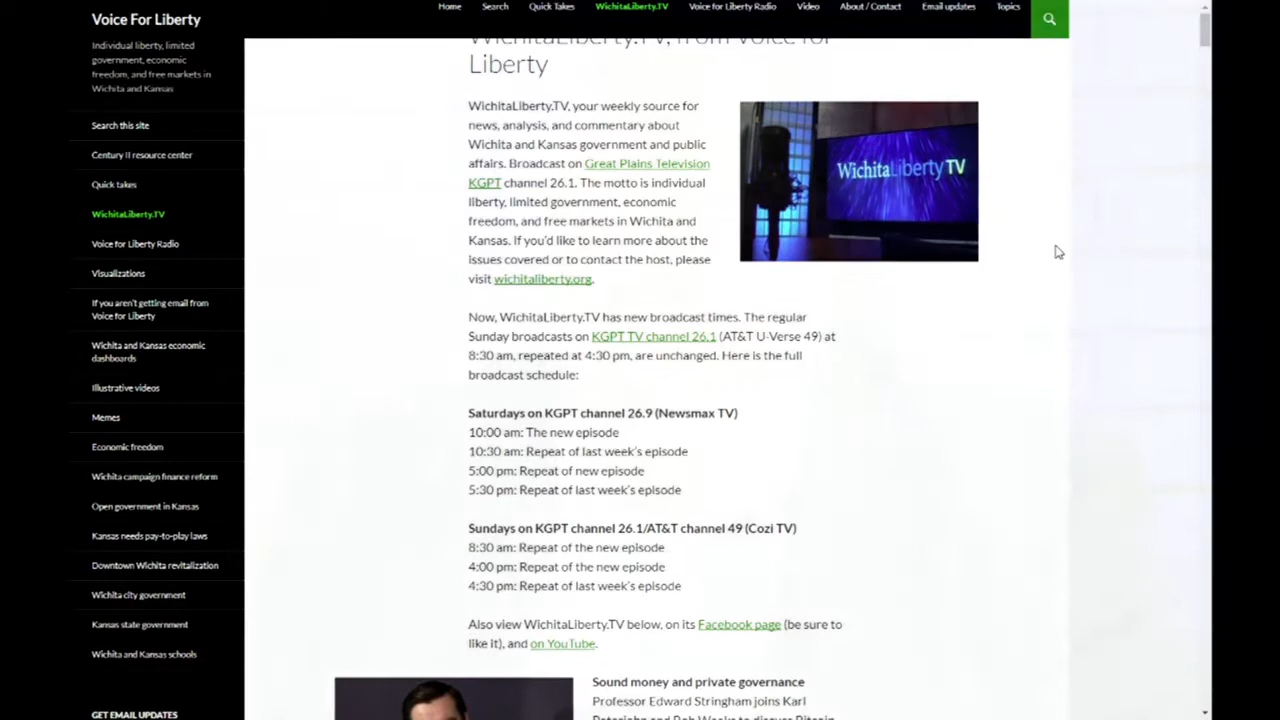 Voice For Liberty
Individual liberty, limited
government, economic
freedom, and free markets in
Wichita and Kansas
Search this site
Century II resource center
Quick takes
WichitaLiberty.TV
Voice for Liberty Radio
Visualizations
If you aren't getting email from
Voice for Liberty
Wichita and Kansas economic
dashboards
Illustrative videos
Memes
Economic freedom
Wichita campaign finance reform
Open government in Kansas
Kansas needs pay-to-play laws
Downtown Wichita revitalization
Wichita city government
Kansas state government
Wichita and Kansas schools
GET EMAIL UPDATES
Home Search Quick Takes WichitaLiberty.TV Voice for Liberty Radio Video About / Contact Email updates Topics
WichitaLiberty.TV, from Voice for
Liberty
WichitaLiberty.TV, your weekly source for
news, analysis, and commentary about
Wichita and Kansas government and public
affairs. Broadcast on Great Plains Television
KGPT channel 26.1. The motto is individual
liberty, limited government, economic
freedom, and free markets in Wichita and
Kansas. If you'd like to learn more about the
issues covered or to contact the host, please
visit wichitaliberty.org.
WichitaLiberty TV
Now, WichitaLiberty.TV has new broadcast times. The regular
Sunday broadcasts on KGPT TV channel 26.1 (AT&T U-Verse 49) at
8:30 am, repeated at 4:30 pm, are unchanged. Here is the full
broadcast schedule:
Saturdays on KGPT channel 26.9 (Newsmax TV)
10:00 am: The new episode
10:30 am: Repeat of last week's episode
5:00 pm: Repeat of new episode
5:30 pm: Repeat of last week's episode
Sundays on KGPT channel 26.1/AT&T channel 49 (Cozi TV)
8:30 am: Repeat of the new episode
4:00 pm: Repeat of the new episode
4:30 pm: Repeat of last week's episode
Also view WichitaLiberty.TV below, on its Facebook page (be sure to
like it), and on YouTube.
Sound money and private governance
Professor Edward Stringham joins Karl
Peterjohn and Bob Weeks to discuss Bitcoin